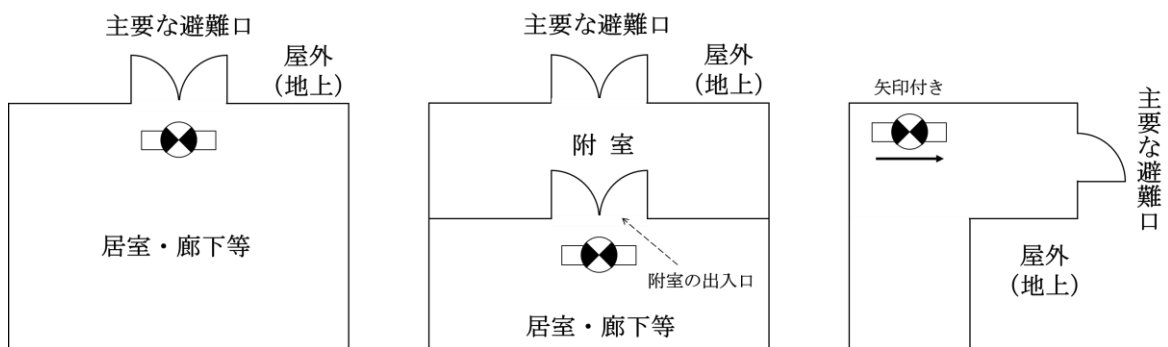 主要な避難口
屋外
(地上)
居室・廊下等
主要な避難口
屋外
(地上)
附 室
附室の出入口
居室・廊下等
矢印付き
主要な避難口
屋外
(地上)